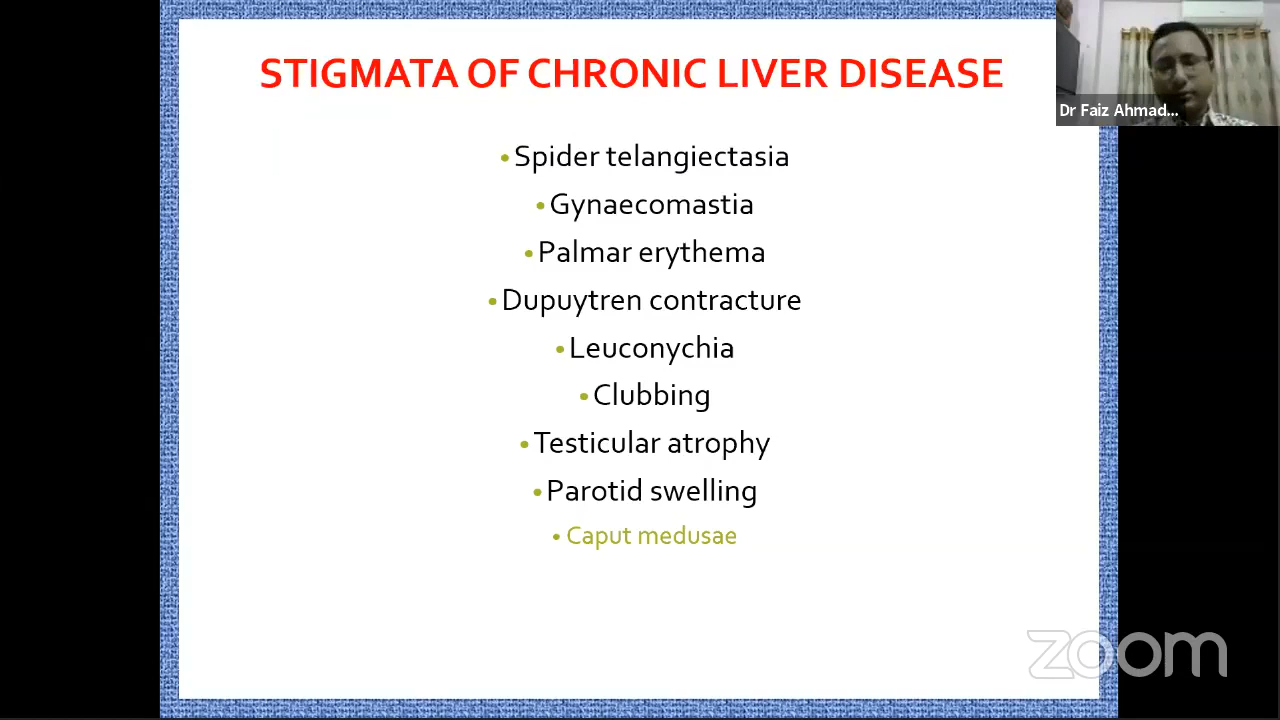 STIGMATA OF CHRONIC LIVER DISEASE
Dr Faiz Ahmad...
• Spider telangiectasia
• Gynaecomastia
• Palmar erythema
• Dupuytren contracture
• Leuconychia
• Clubbing
• Testicular atrophy
• Parotid swelling
• Caput medusae
zoom